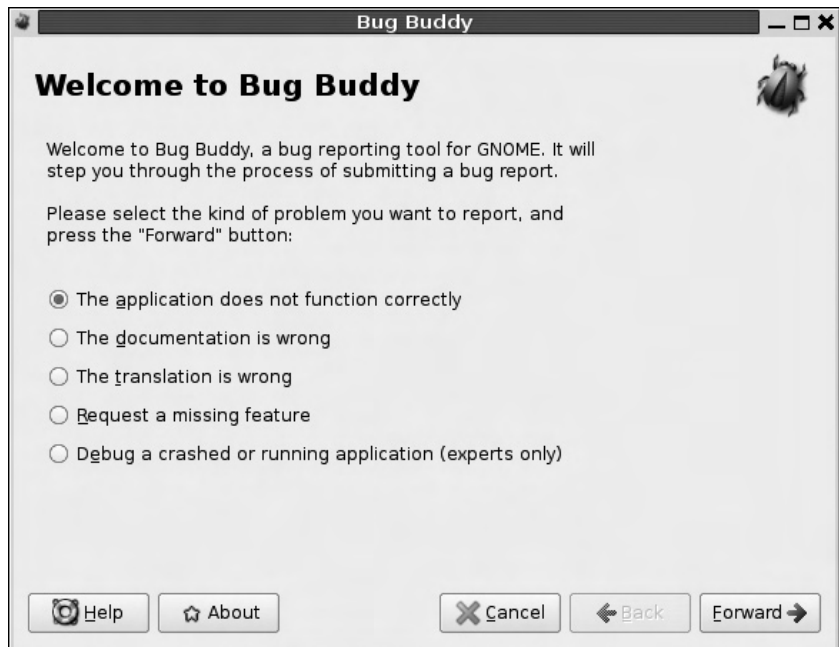 Bug Buddy
Welcome to Bug Buddy
Welcome to Bug Buddy, a bug reporting tool for GNOME. It will
step you through the process of submitting a bug report.
Please select the kind of problem you want to report, and
press the "Forward" button:
The application does not function correctly
The documentation is wrong
The translation is wrong
Request a missing feature
Debug a crashed or running application (experts only)
Help About Cancel Back Forward